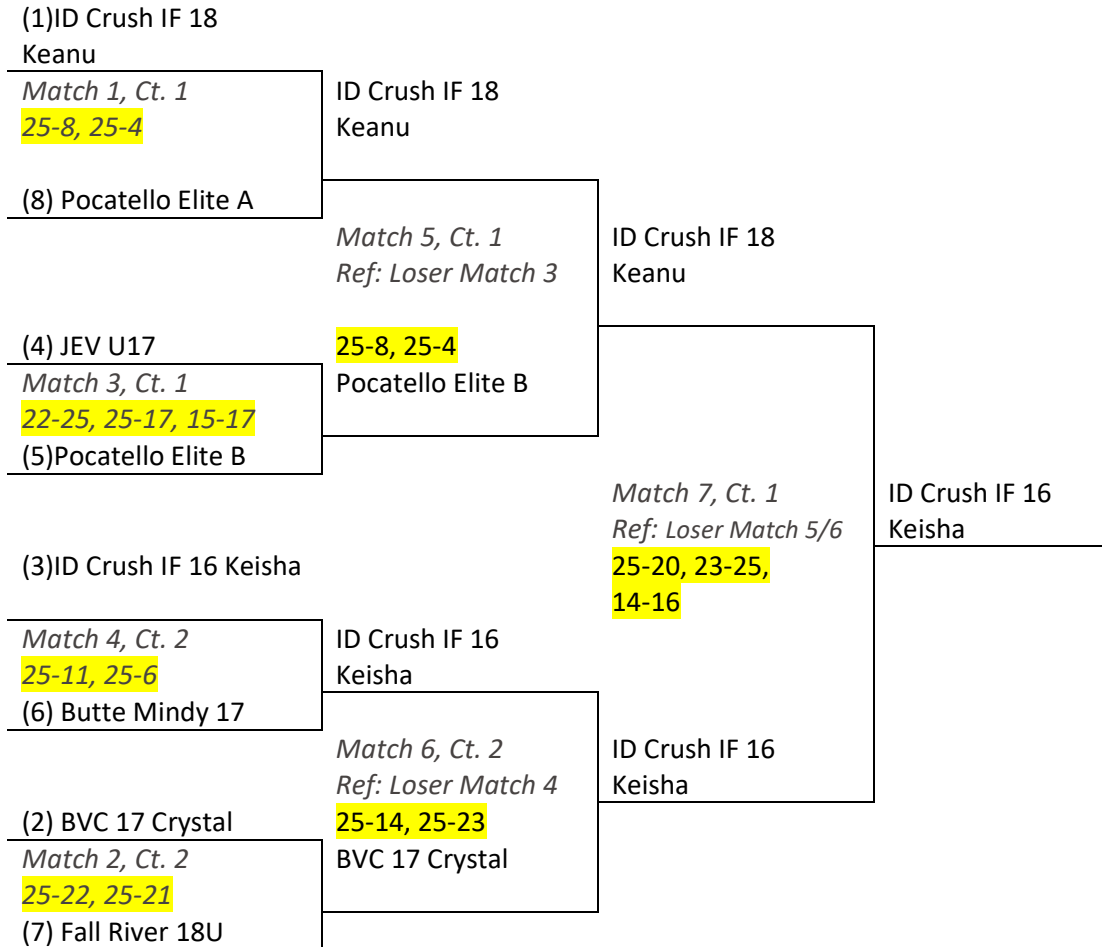 (1)ID Crush IF 18
Keanu
Match 1, Ct. 1
25-8, 25-4
(8) Pocatello Elite A
ID Crush IF 18
Keanu
Match 5, Ct. 1
Ref: Loser Match 3
25-8, 25-4
Pocatello Elite B
(4) JEV U17
Match 3, Ct. 1
22-25, 25-17, 15-17
(5)Pocatello Elite B
ID Crush IF 18
Keanu
Match 7, Ct. 1
Ref: Loser Match 5/6
25-20, 23-25,
14-16
ID Crush IF 16
Keisha
(3)ID Crush IF 16 Keisha
Match 4, Ct. 2
25-11, 25-6
(6) Butte Mindy 17
ID Crush IF 16
Keisha
Match 6, Ct. 2
Ref: Loser Match 4
25-14, 25-23
BVC 17 Crystal
ID Crush IF 16
Keisha
(2) BVC 17 Crystal
Match 2, Ct. 2
25-22, 25-21
(7) Fall River 18U